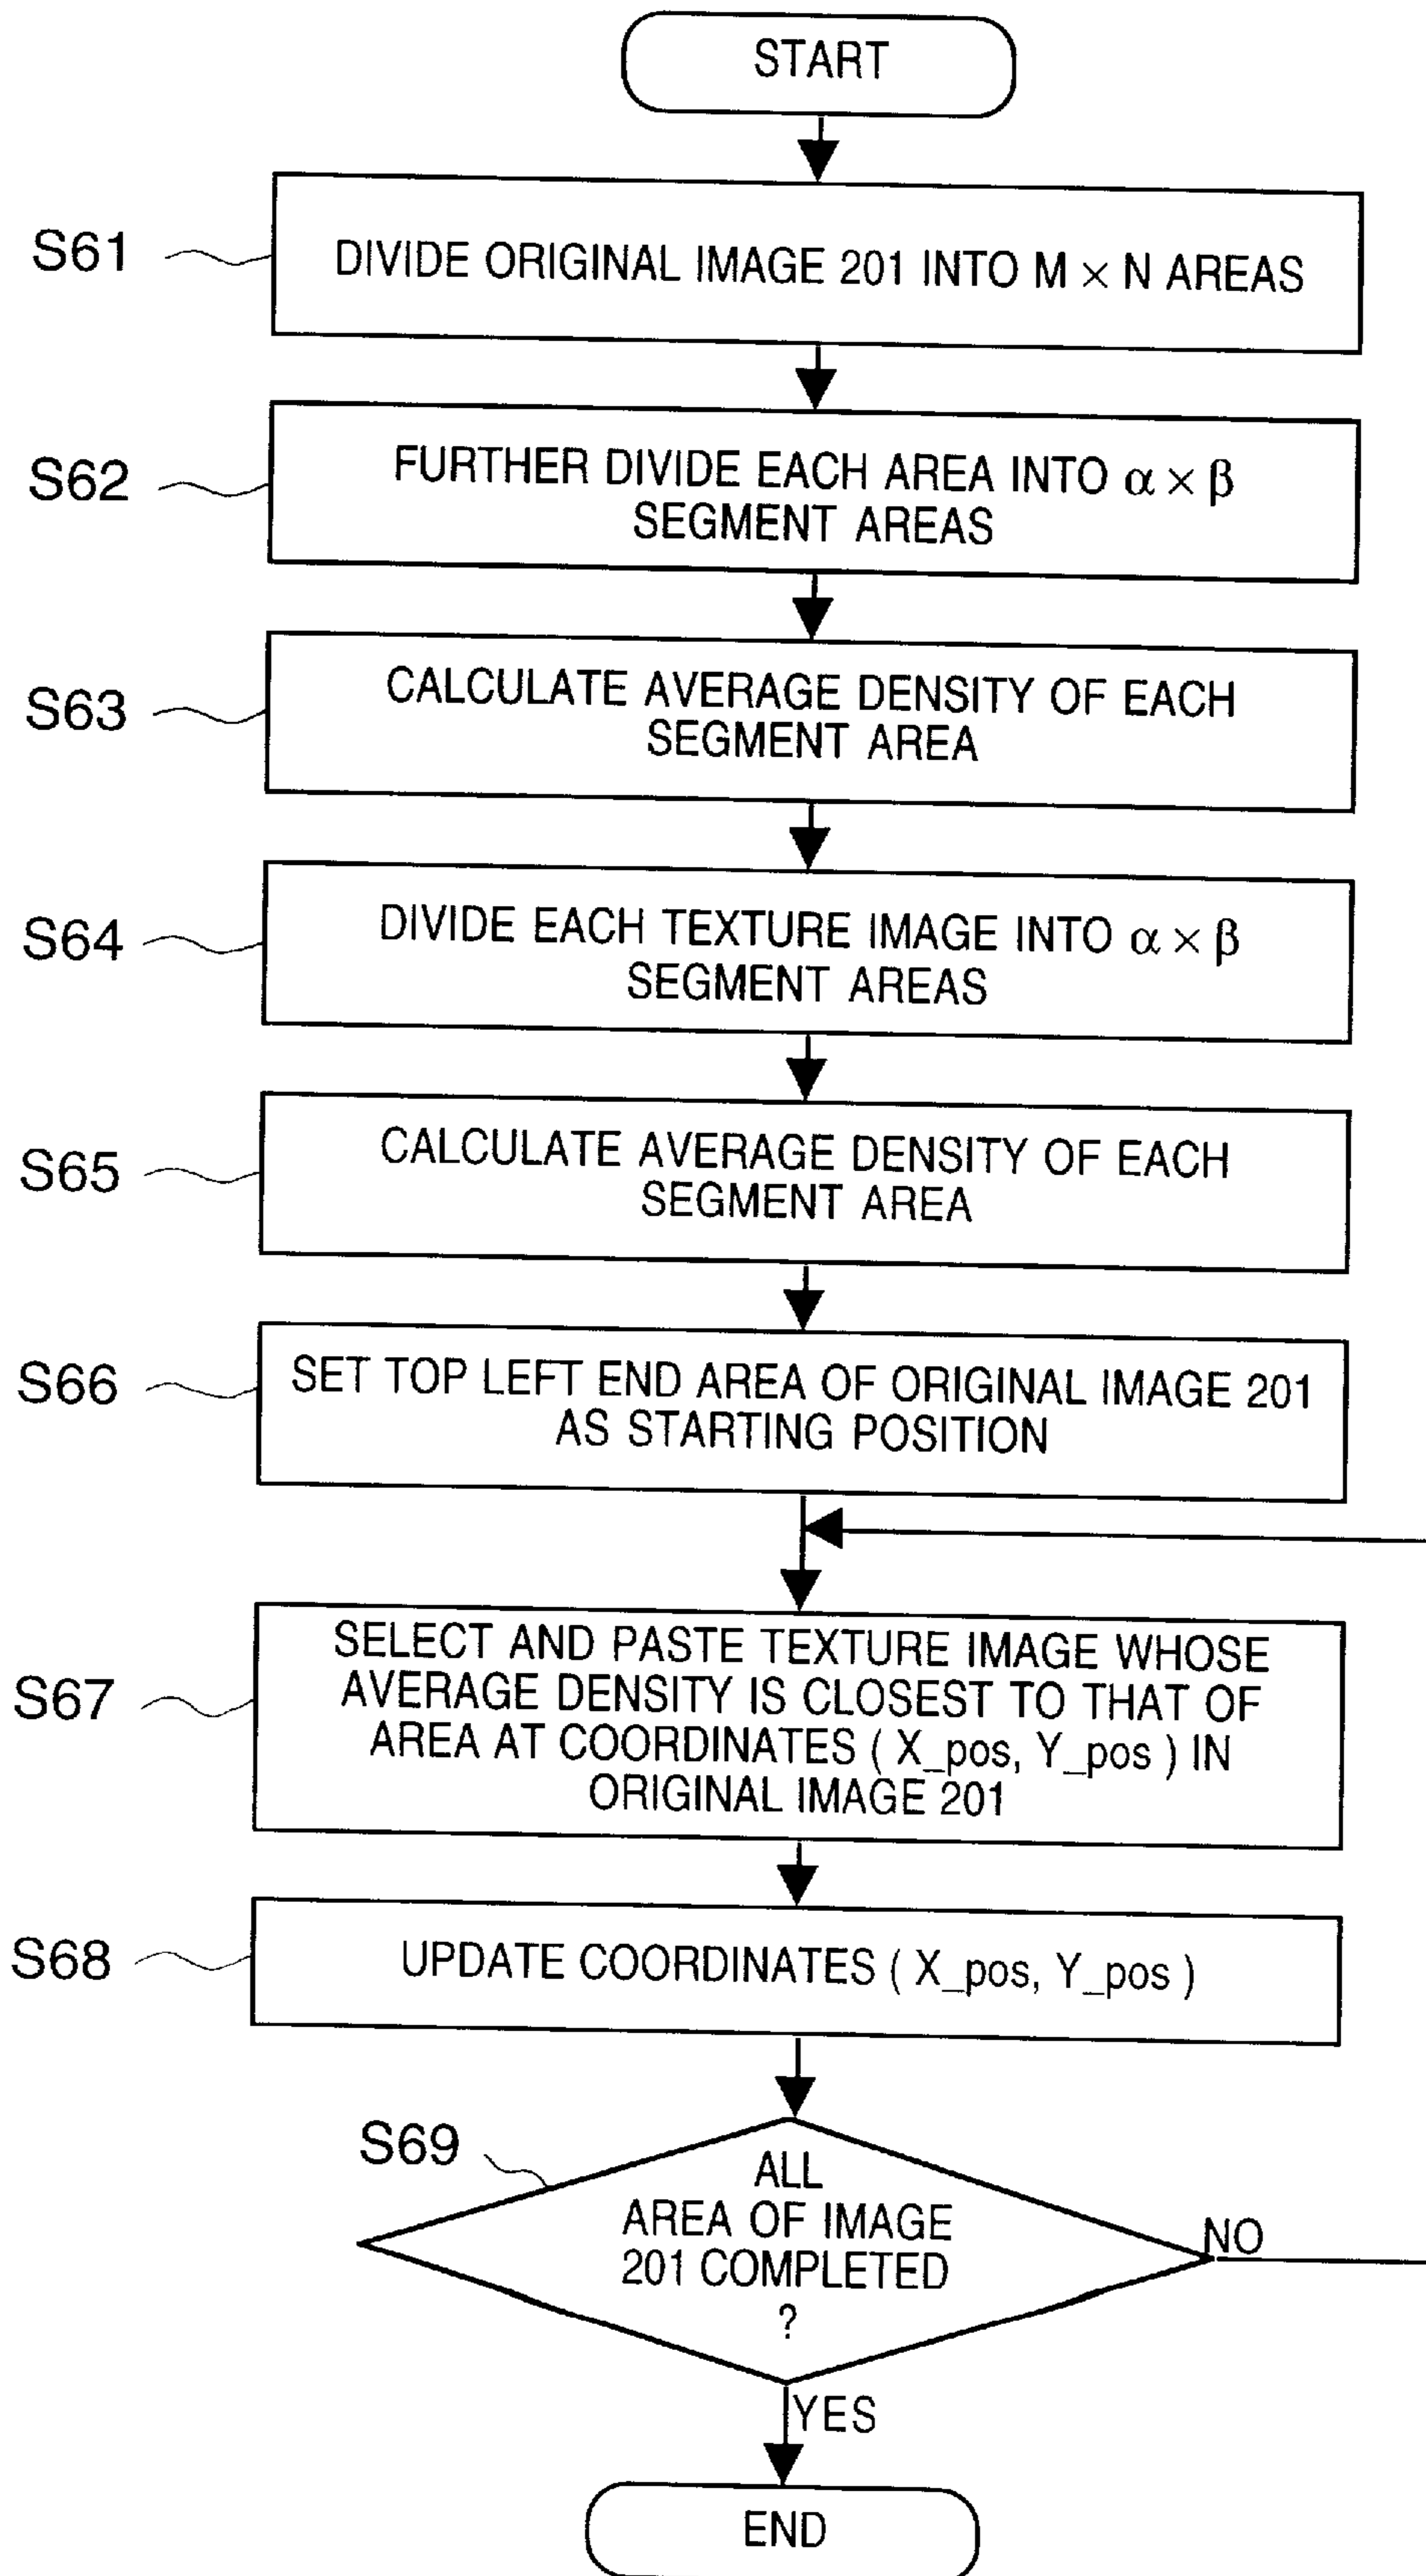 START
S61
DIVIDE ORIGINAL IMAGE 201 INTO M × N AREAS
S62
FURTHER DIVIDE EACH AREA INTO α × β
SEGMENT AREAS
S63
CALCULATE AVERAGE DENSITY OF EACH
SEGMENT AREA
S64
DIVIDE EACH TEXTURE IMAGE INTO α × β
SEGMENT AREAS
S65
CALCULATE AVERAGE DENSITY OF EACH
SEGMENT AREA
S66
SET TOP LEFT END AREA OF ORIGINAL IMAGE 201
AS STARTING POSITION
S67
SELECT AND PASTE TEXTURE IMAGE WHOSE
AVERAGE DENSITY IS CLOSEST TO THAT OF
AREA AT COORDINATES ( X_pos, Y_pos ) IN
ORIGINAL IMAGE 201
S68
UPDATE COORDINATES ( X_pos, Y_pos )
S69
ALL
AREA OF IMAGE
201 COMPLETED
?
NO
YES
END